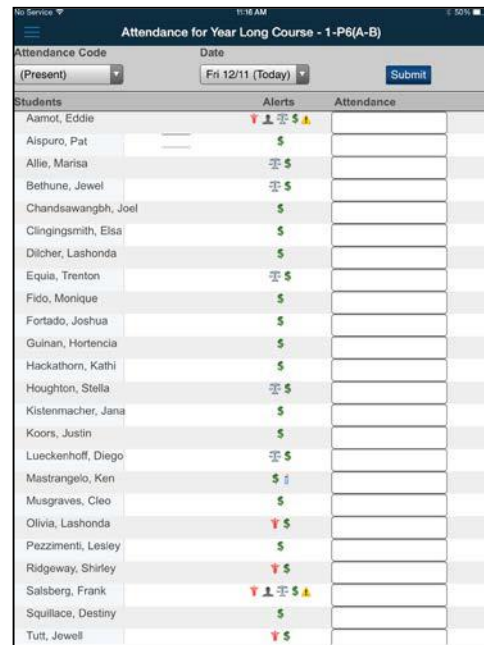 No Service 11:16 AM 50%
Attendance for Year Long Course - 1-P6(A-B)
Attendance Code Date
(Present) Fri 12/11 (Today) Submit
Students Alerts Attendance
Aamot, Eddie $
Aispuro, Pat $
Allie, Marisa $
Bethune, Jewel $
Chandsawangbh, Joel $
Clingingsmith, Elsa $
Dilcher, Lashonda $
Equia, Trenton $
Fido, Monique $
Fortado, Joshua $
Guinan, Hortencia $
Hackathorn, Kathi $
Houghton, Stella $
Kistenmacher, Jana $
Koors, Justin $
Lueckenhoff, Diego $
Mastrangelo, Ken $
Musgraves, Cleo $
Olivia, Lashonda $
Pezzimenti, Lesley $
Ridgeway, Shirley $
Salsberg, Frank $
Squillace, Destiny $
Tutt, Jewell $